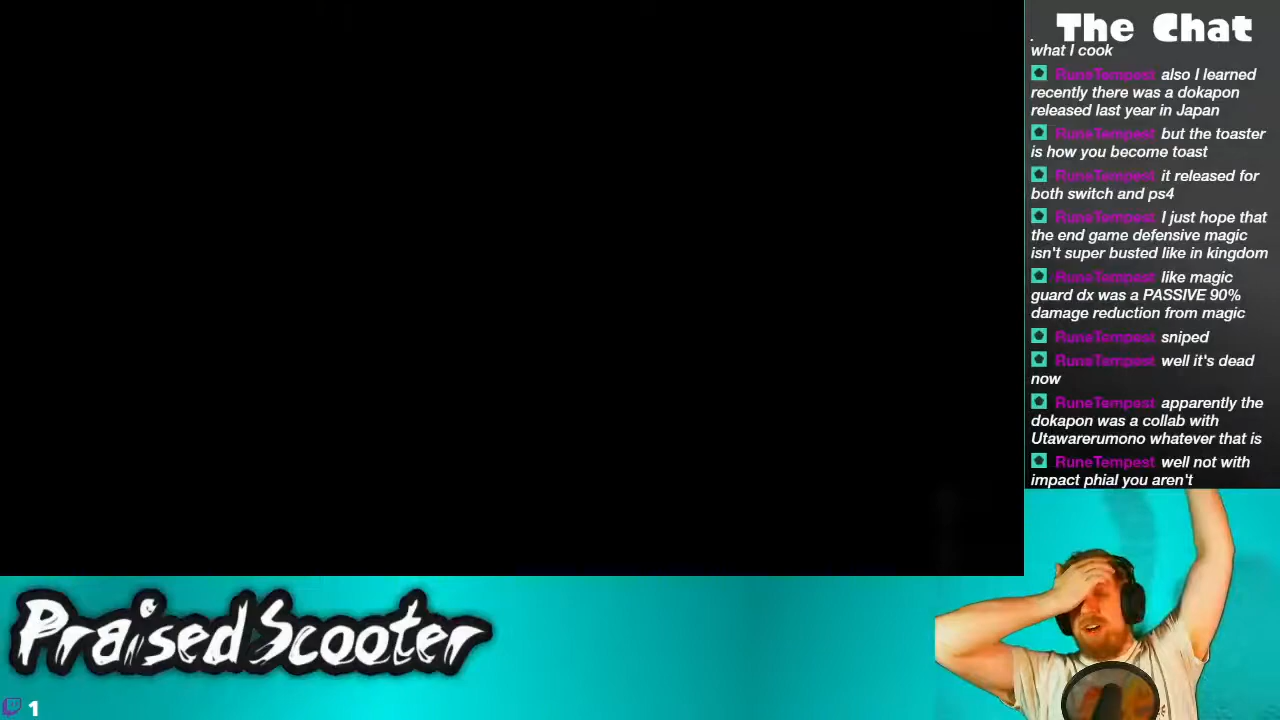 The Chat
what I cook
RuneTempest also I learned
recently there was a dokapon
released last year in Japan
RuneTempest but the toaster
is how you become toast
RuneTempest it released for
both switch and ps4
RuneTempest I just hope that
the end game defensive magic
isn't super busted like in kingdom
RuneTempest like magic
guard dx was a PASSIVE 90%
damage reduction from magic
RuneTempest sniped
RuneTempest well it's dead
now
RuneTempest apparently the
dokapon was a collab with
Utawarerumono whatever that is
RuneTempest well not with
impact phial you aren't
PraisedScooter
1